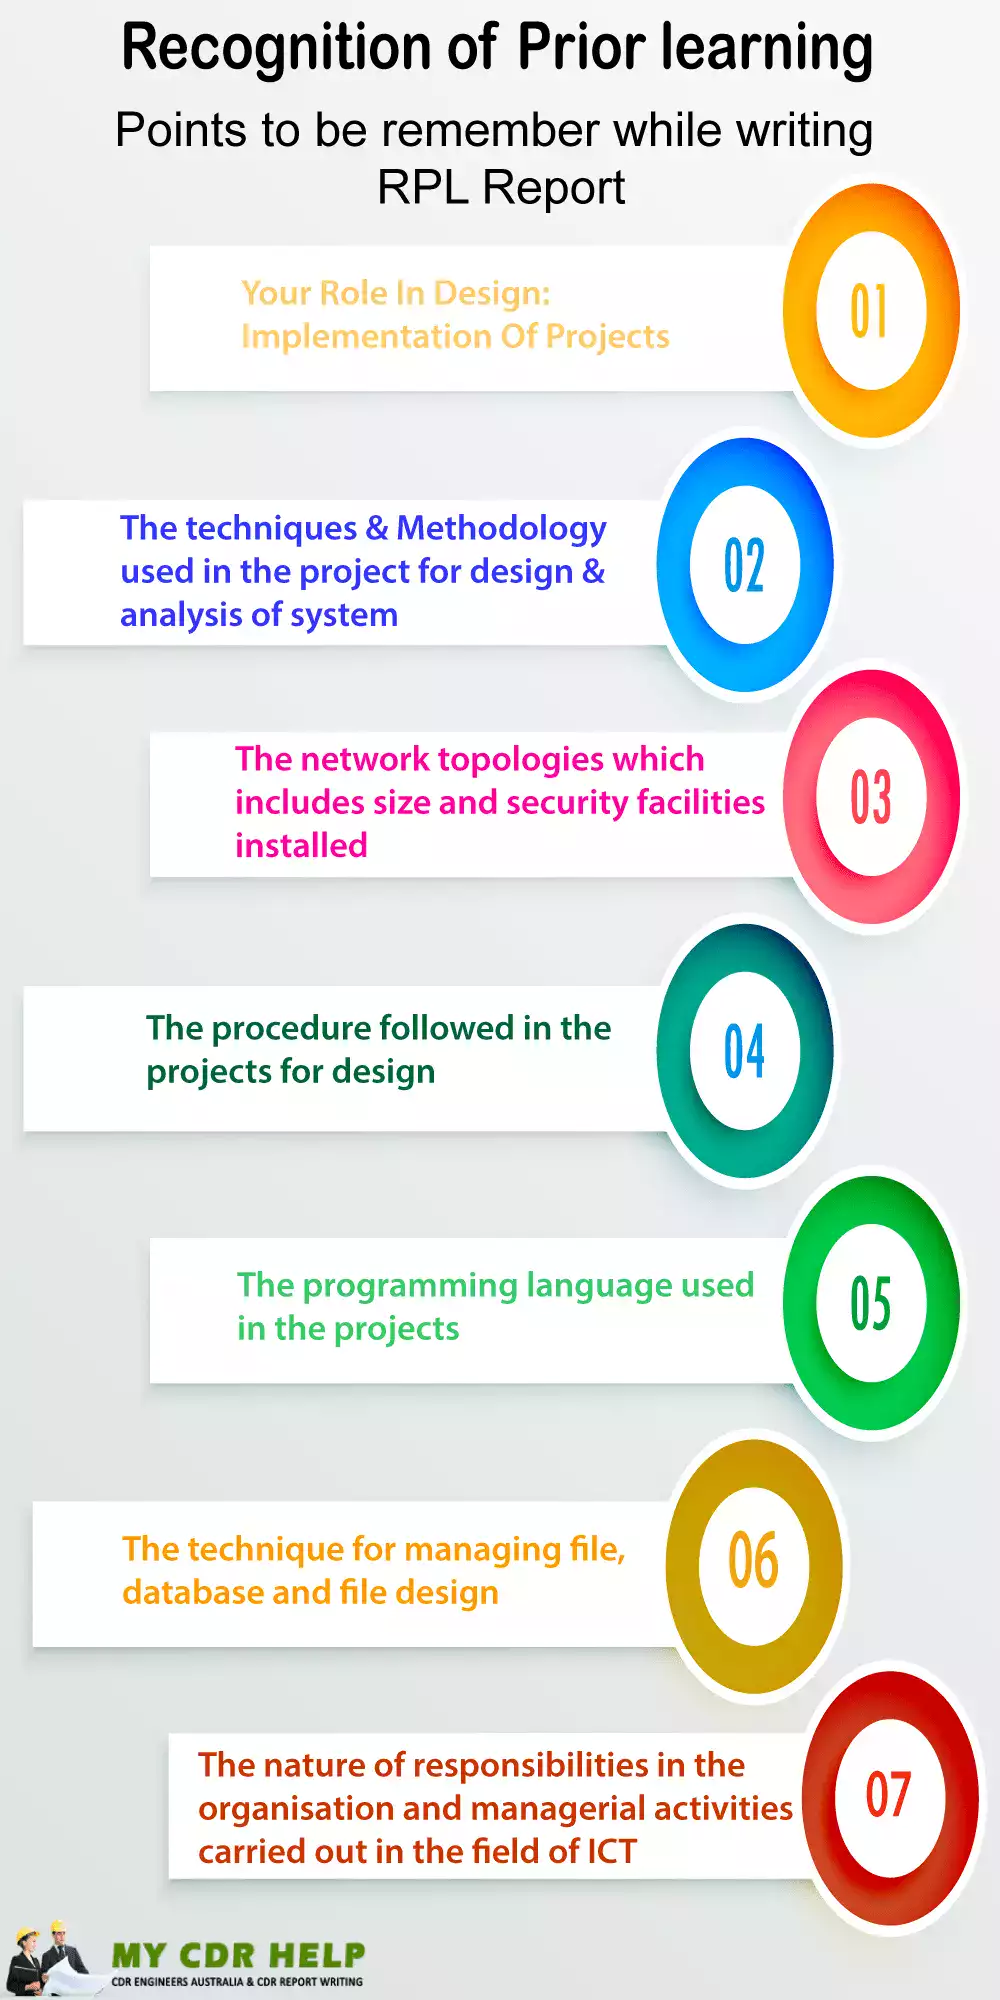 Recognition of Prior learning
Points to be remember while writing
RPL Report
Your Role In Design:
Implementation Of Projects
01
The techniques & Methodology
used in the project for design &
analysis of system
02
The network topologies which
includes size and security facilities
installed
03
The procedure followed in the
projects for design
04
The programming language used
in the projects
05
The technique for managing file,
database and file design
06
The nature of responsibilities in the
organisation and managerial activities
carried out in the field of ICT
07
MY CDR HELP
CDR ENGINEERS AUSTRALIA & CDR REPORT WRITING